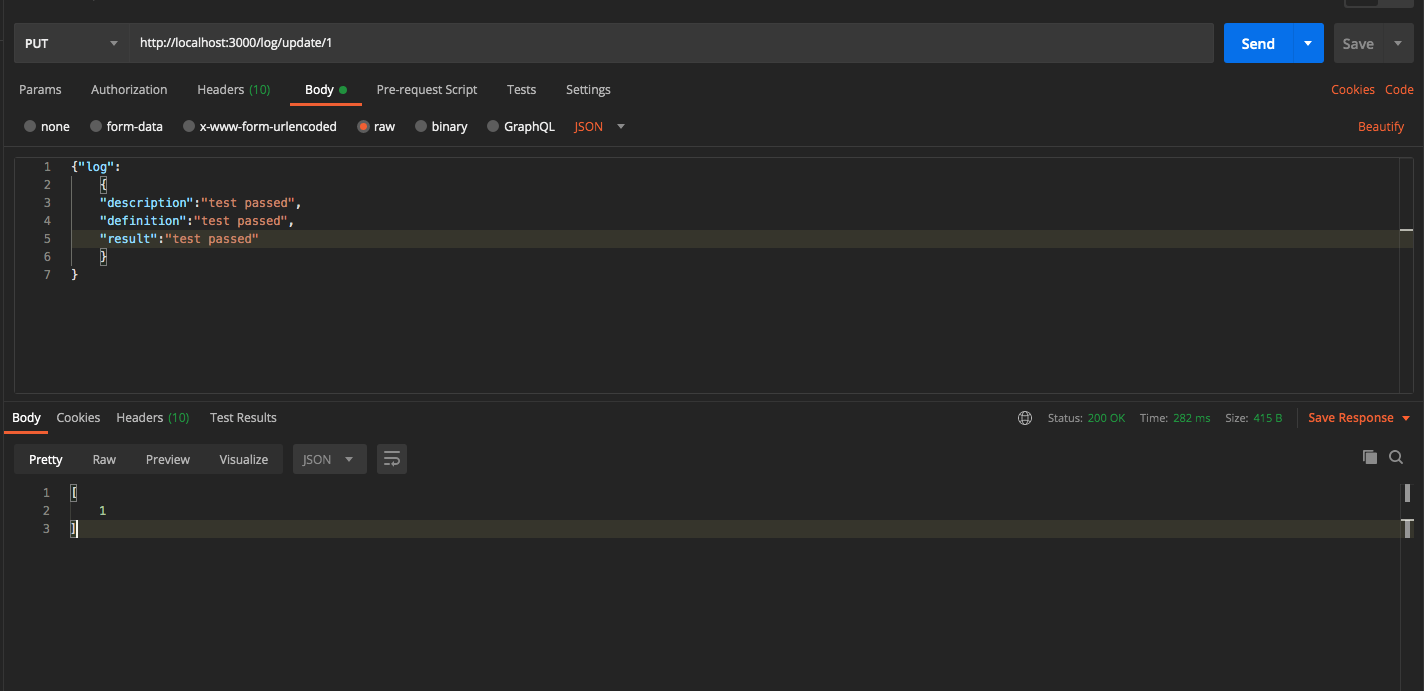 PUT http://localhost:3000/log/update/1 Send Save
Params Authorization Headers (10) Body Pre-request Script Tests Settings Cookies Code
none form-data x-www-form-urlencoded raw binary GraphQL JSON Beautify
1 {"log":
2 {
3 "description":"test passed",
4 "definition":"test passed",
5 "result":"test passed"
6 }
7 }
Body Cookies Headers (10) Test Results Status: 200 OK Time: 282 ms Size: 415 B Save Response
Pretty Raw Preview Visualize JSON
1 [
2 1
3 ]